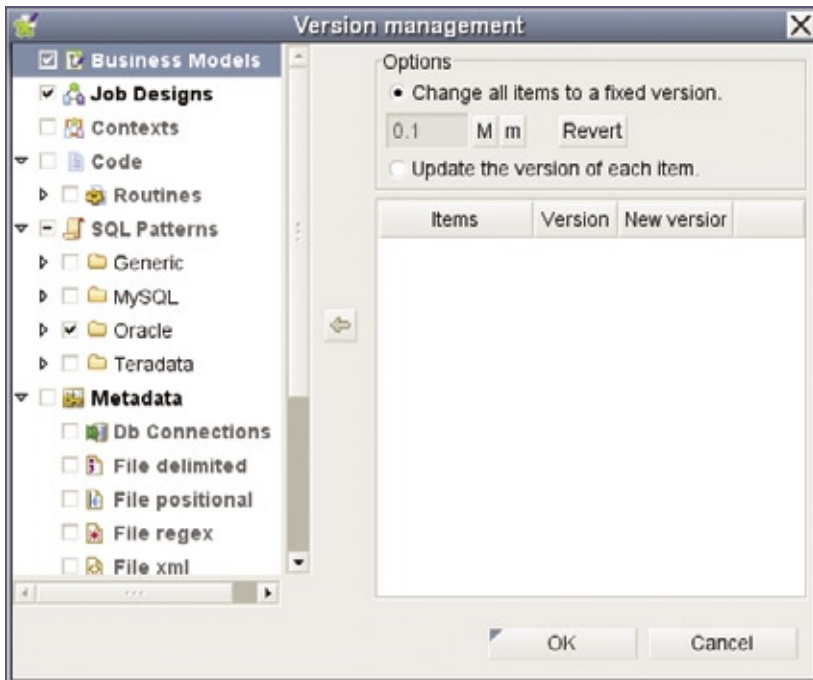 Version management
Business Models
Job Designs
Contexts
Code
Routines
SQL Patterns
Generic
MySQL
Oracle
Teradata
Metadata
Db Connections
File delimited
File positional
File regex
File xml
Options
Change all items to a fixed version.
0.1 M m Revert
Update the version of each item.
Items Version New versior
OK Cancel